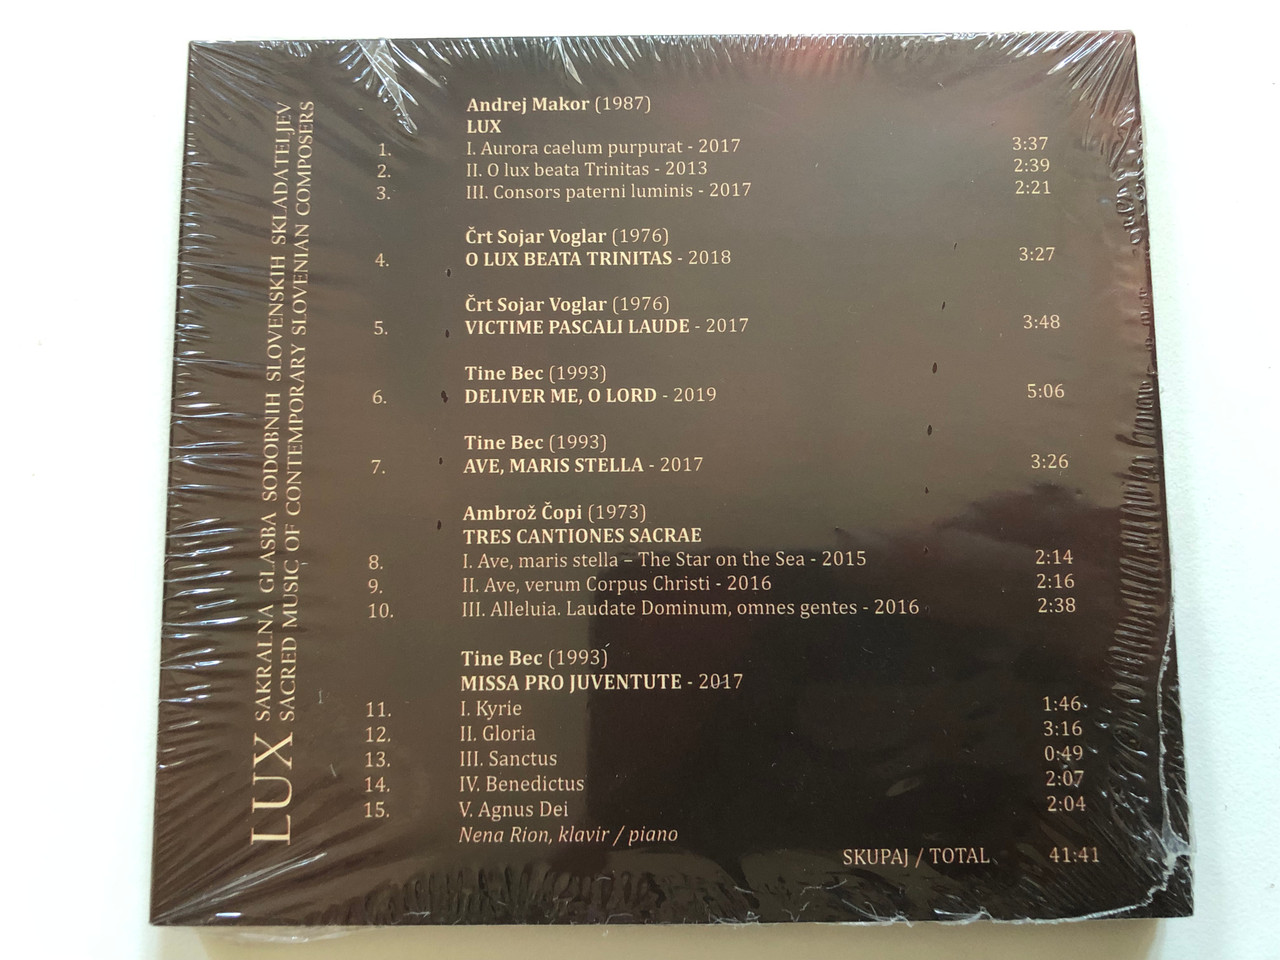 LUX SAKRALNA GLASBA SODOBNIH SLOVENSKIH SKLADATELJEV
SACRED MUSIC OF CONTEMPORARY SLOVENIAN COMPOSERS
Andrej Makor (1987)
LUX
1. I. Aurora caelum purpurat - 2017 3:37
2. II. O lux beata Trinitas - 2013 2:39
3. III. Consors paterni luminis - 2017 2:21
Črt Sojar Voglar (1976)
4. O LUX BEATA TRINITAS - 2018 3:27
Črt Sojar Voglar (1976)
5. VICTIME PASCALI LAUDE - 2017 3:48
Tine Bec (1993)
6. DELIVER ME, O LORD - 2019 5:06
Tine Bec (1993)
7. AVE, MARIS STELLA - 2017 3:26
Ambrož Čopi (1973)
TRES CANTIONES SACRAE
8. I. Ave, maris stella – The Star on the Sea - 2015 2:14
9. II. Ave, verum Corpus Christi - 2016 2:16
10. III. Alleluia. Laudate Dominum, omnes gentes - 2016 2:38
Tine Bec (1993)
MISSA PRO JUVENTUTE - 2017
11. I. Kyrie 1:46
12. II. Gloria 3:16
13. III. Sanctus 0:49
14. IV. Benedictus 2:07
15. V. Agnus Dei 2:04
Nena Rion, klavir / piano
SKUPAJ / TOTAL 41:41